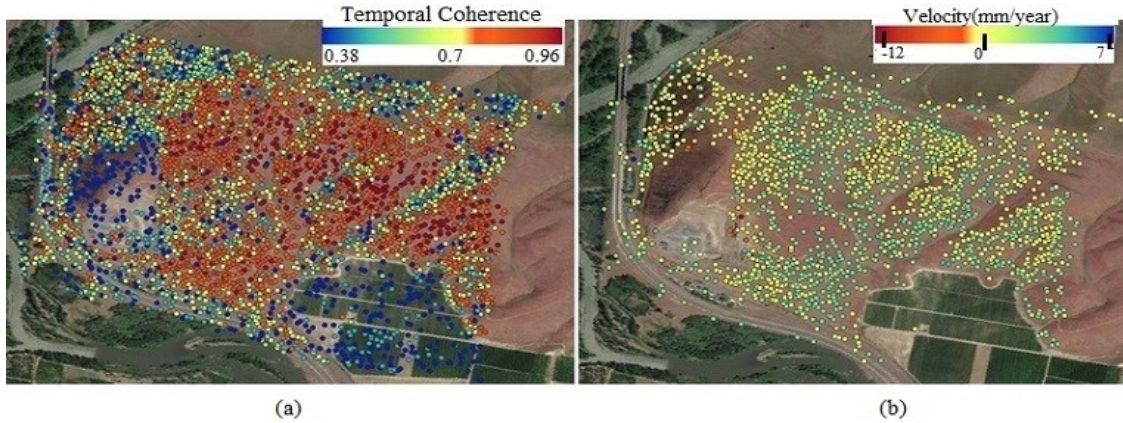 Temporal Coherence
0.38 0.7 0.96
Velocity(mm/year)
-12 0 7
(a) (b)